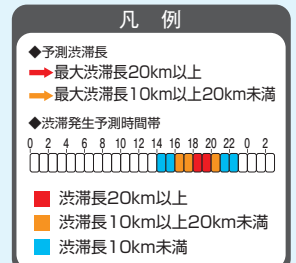 凡 例
◆予測渋滞長
最大渋滞長20km以上
最大渋滞長10km以上20km未満
◆渋滞発生予測時間帯
0 2 4 6 8 10 12 14 16 18 20 22 0 2
渋滞長20km以上
渋滞長10km以上20km未満
渋滞長10km未満